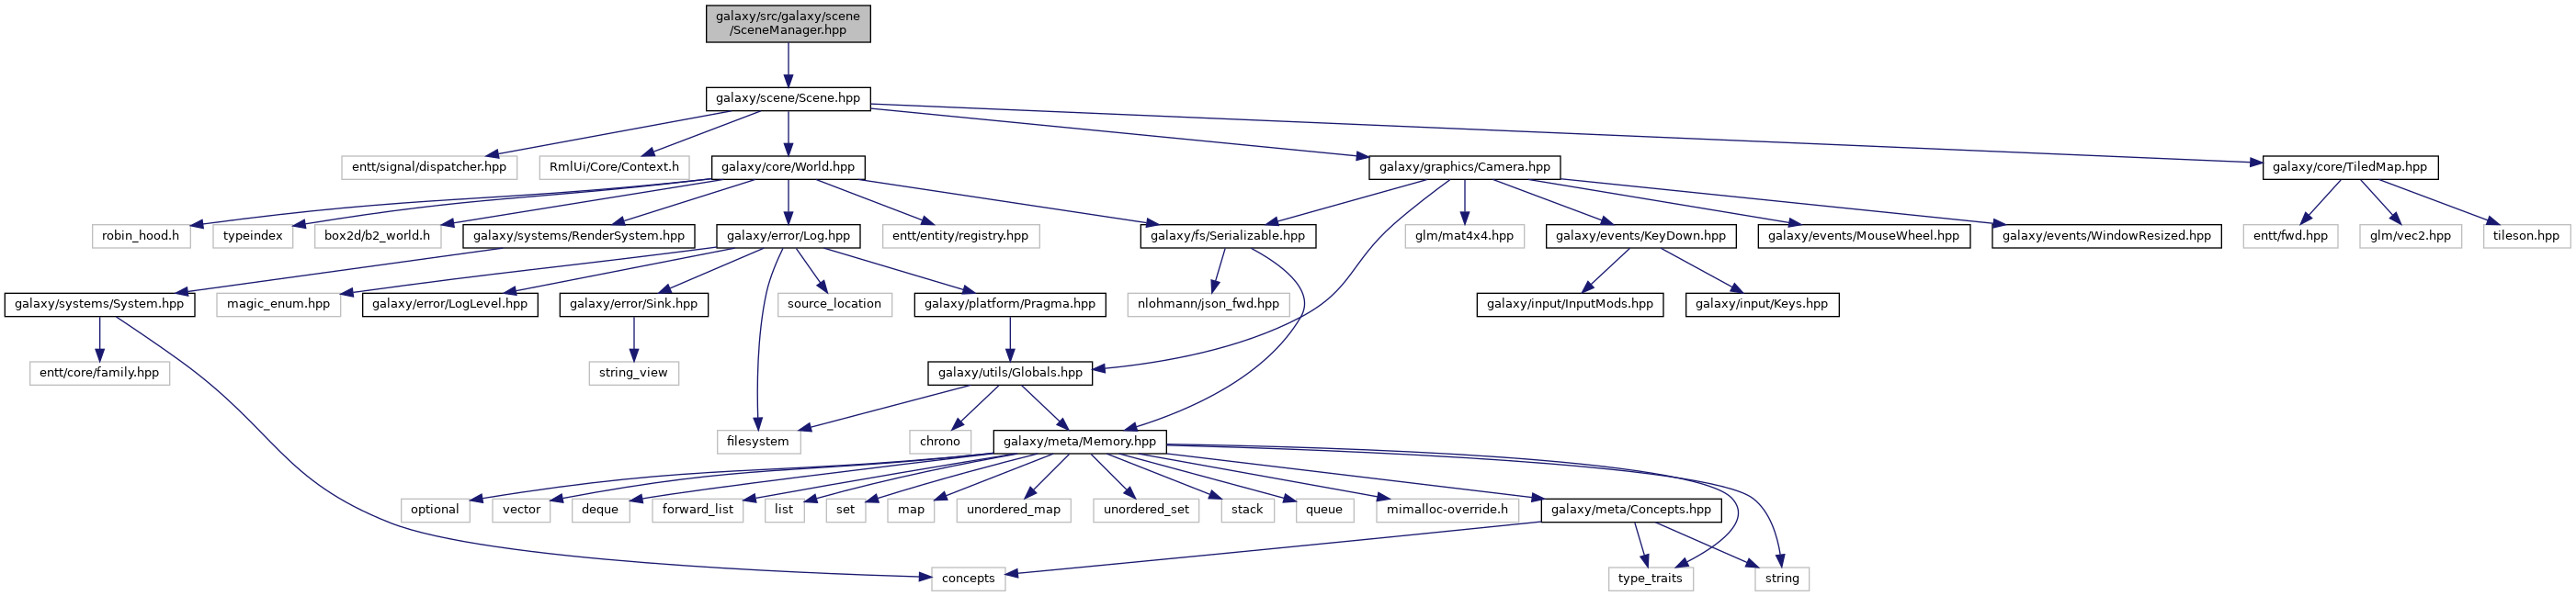 galaxy/src/galaxy/scene
/SceneManager.hpp
galaxy/scene/Scene.hpp
entt/signal/dispatcher.hpp
RmlUi/Core/Context.h
galaxy/core/World.hpp
galaxy/graphics/Camera.hpp
galaxy/core/TiledMap.hpp
robin_hood.h
typeindex
box2d/b2_world.h
galaxy/systems/RenderSystem.hpp
galaxy/error/Log.hpp
entt/entity/registry.hpp
galaxy/fs/Serializable.hpp
glm/mat4x4.hpp
galaxy/events/KeyDown.hpp
galaxy/events/MouseWheel.hpp
galaxy/events/WindowResized.hpp
entt/fwd.hpp
glm/vec2.hpp
tileson.hpp
galaxy/systems/System.hpp
magic_enum.hpp
galaxy/error/LogLevel.hpp
galaxy/error/Sink.hpp
source_location
galaxy/platform/Pragma.hpp
nlohmann/json_fwd.hpp
galaxy/input/InputMods.hpp
galaxy/input/Keys.hpp
entt/core/family.hpp
string_view
galaxy/utils/Globals.hpp
filesystem
chrono
galaxy/meta/Memory.hpp
optional
vector
deque
forward_list
list
set
map
unordered_map
unordered_set
stack
queue
mimalloc-override.h
galaxy/meta/Concepts.hpp
concepts
type_traits
string